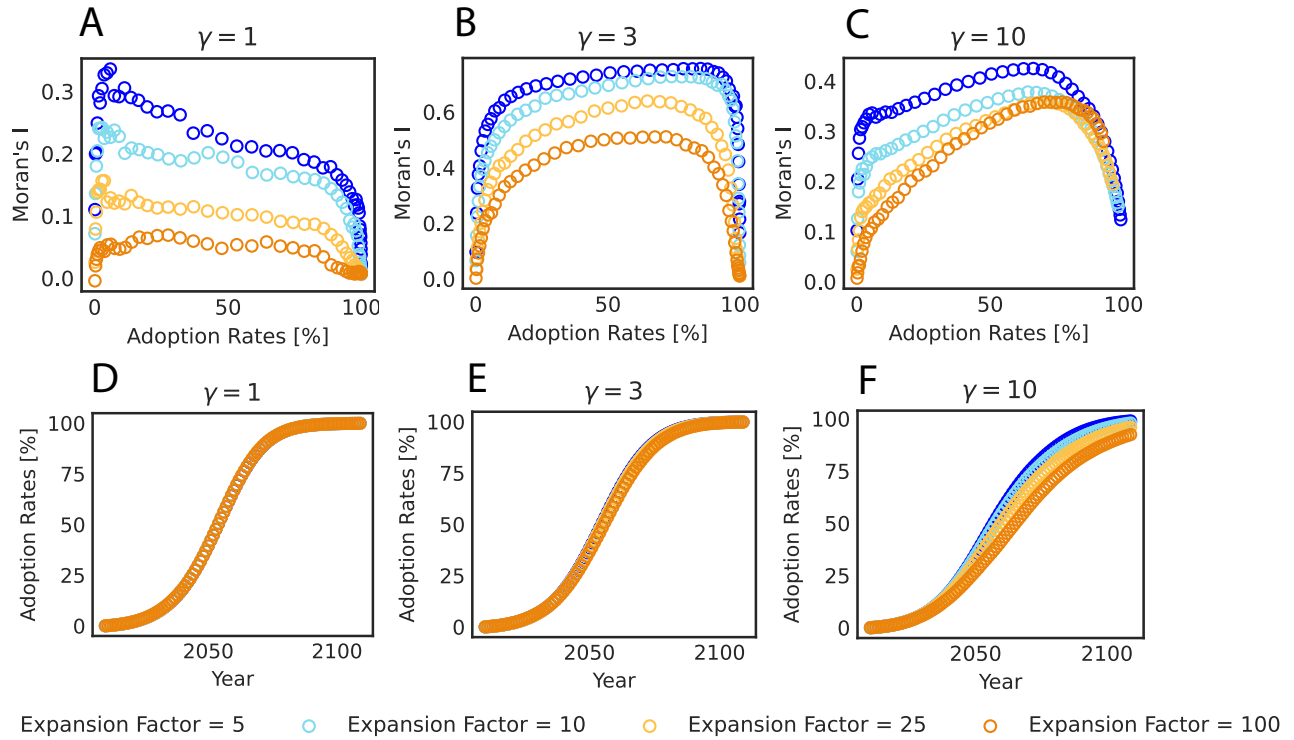 A
γ = 1
Moran's I
0.3
0.2
0.1
0.0
0
50
100
Adoption Rates [%]
B
γ = 3
Moran's I
0.6
0.4
0.2
0.0
0
50
100
Adoption Rates [%]
C
γ = 10
Moran's I
0.4
0.3
0.2
0.1
0.0
0
50
100
Adoption Rates [%]
D
γ = 1
Adoption Rates [%]
100
75
50
25
0
2050
2100
Year
E
γ = 3
Adoption Rates [%]
100
75
50
25
0
2050
2100
Year
F
γ = 10
Adoption Rates [%]
100
75
50
25
0
2050
2100
Year
Expansion Factor = 5
Expansion Factor = 10
Expansion Factor = 25
Expansion Factor = 100